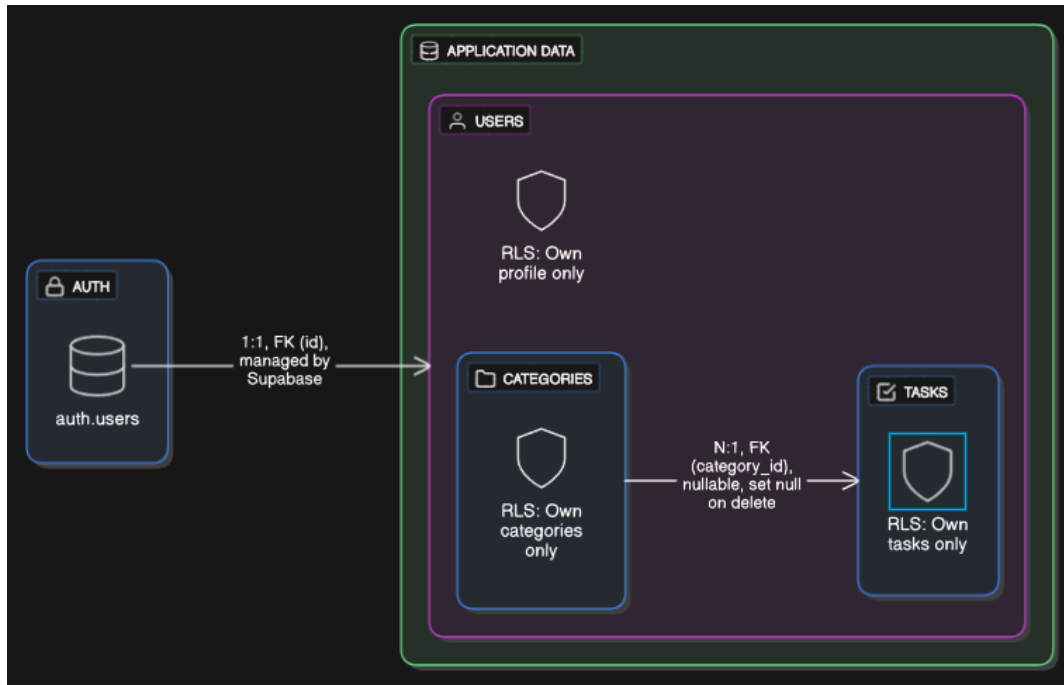 APPLICATION DATA
USERS
RLS: Own
profile only
AUTH
auth.users
1:1, FK (id),
managed by
Supabase
CATEGORIES
RLS: Own
categories
only
N:1, FK
(category_id),
nullable, set null
on delete
TASKS
RLS: Own
tasks only